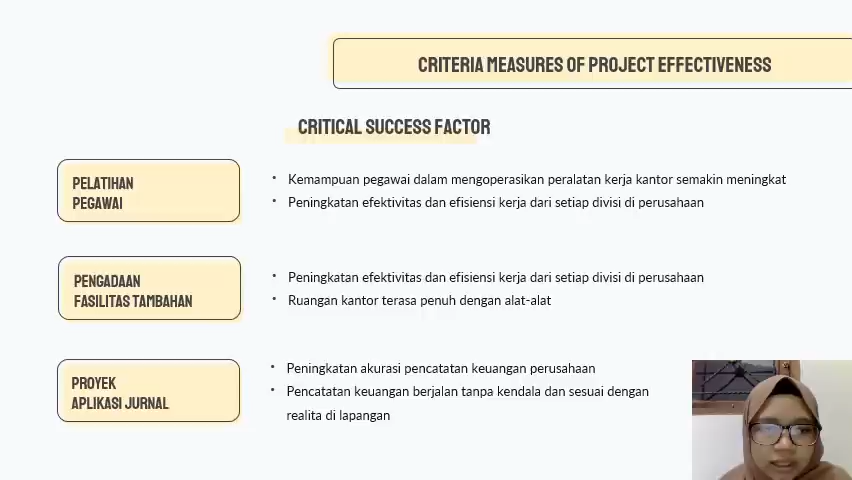 CRITERIA MEASURES OF PROJECT EFFECTIVENESS
CRITICAL SUCCESS FACTOR
PELATIHAN
PEGAWAI
• Kemampuan pegawai dalam mengoperasikan peralatan kerja kantor semakin meningkat
• Peningkatan efektivitas dan efisiensi kerja dari setiap divisi di perusahaan
PENGADAAN
FASILITAS TAMBAHAN
• Peningkatan efektivitas dan efisiensi kerja dari setiap divisi di perusahaan
• Ruangan kantor terasa penuh dengan alat-alat
PROYEK
APLIKASI JURNAL
• Peningkatan akurasi pencatatan keuangan perusahaan
• Pencatatan keuangan berjalan tanpa kendala dan sesuai dengan
realita di lapangan